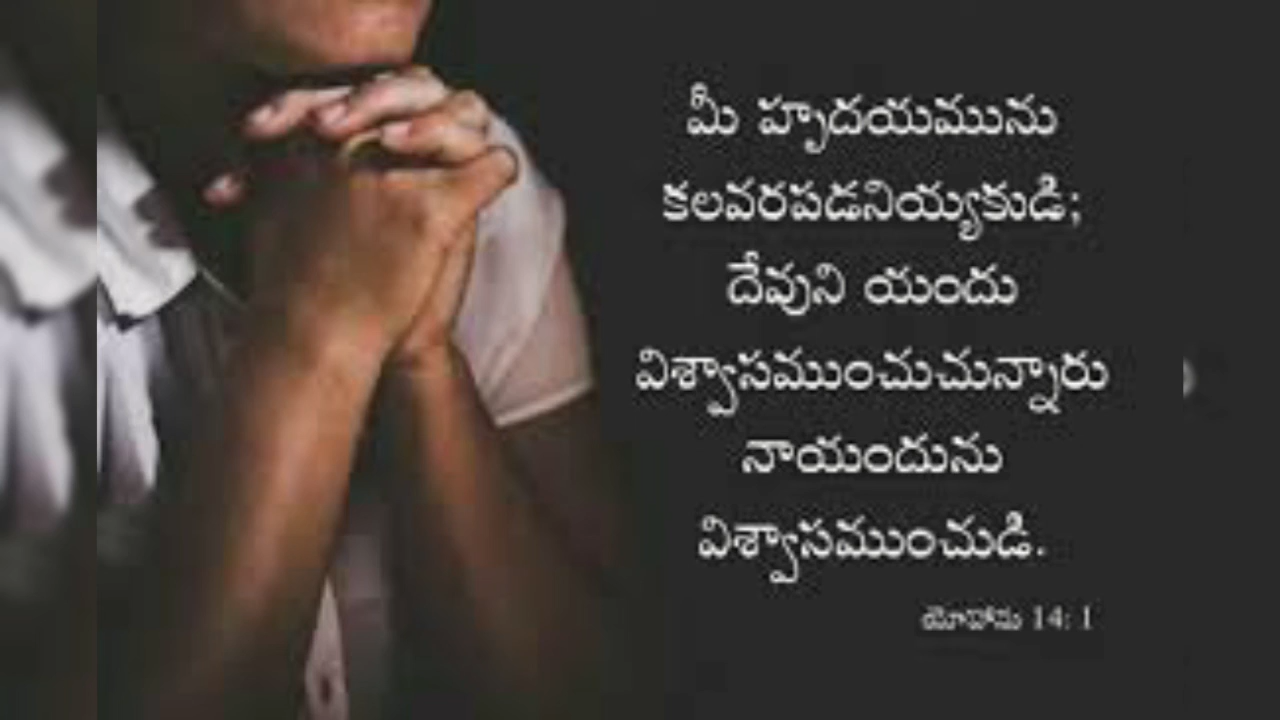 మీ హృదయమును
కలవరపడనియ్యకుడి;
దేవుని యందు
విశ్వాసముంచుచున్నారు
నాయందును
విశ్వాసముంచుడి.
యోహాను 14: 1